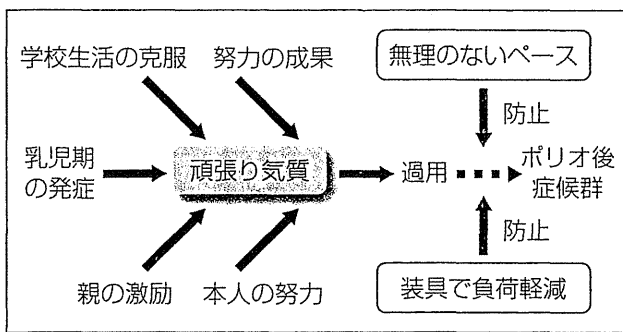 学校生活の克服
努力の成果
無理のないペース
防止
乳児期
の発症
頑張り気質
過用
ポリオ後
症候群
防止
親の激励
本人の努力
装具で負荷軽減